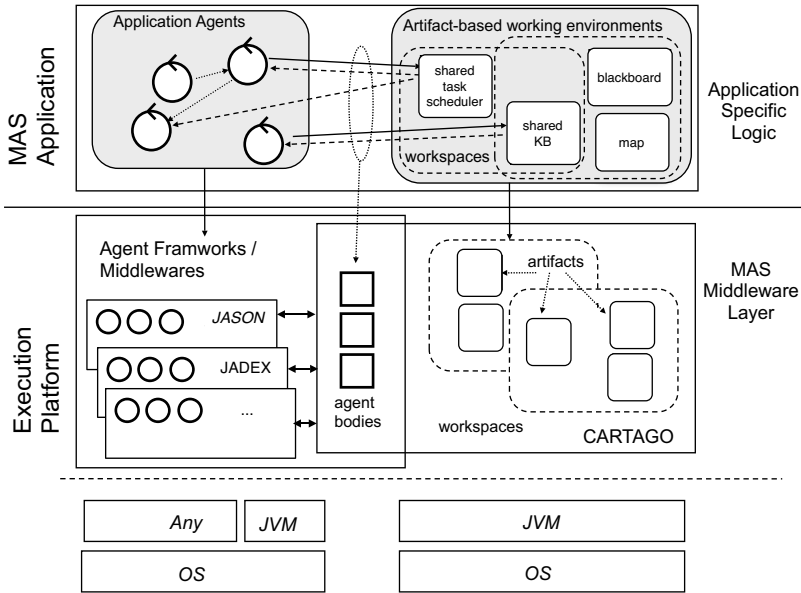 Application Agents
Artifact-based working environments
shared
task
scheduler
blackboard
shared
KB
map
workspaces
MAS
Application
Application
Specific
Logic
Agent Framworks /
Middlewares
JASON
JADEX
...
agent
bodies
artifacts
workspaces
CARTAGO
Execution
Platform
MAS
Middleware
Layer
Any
JVM
JVM
OS
OS